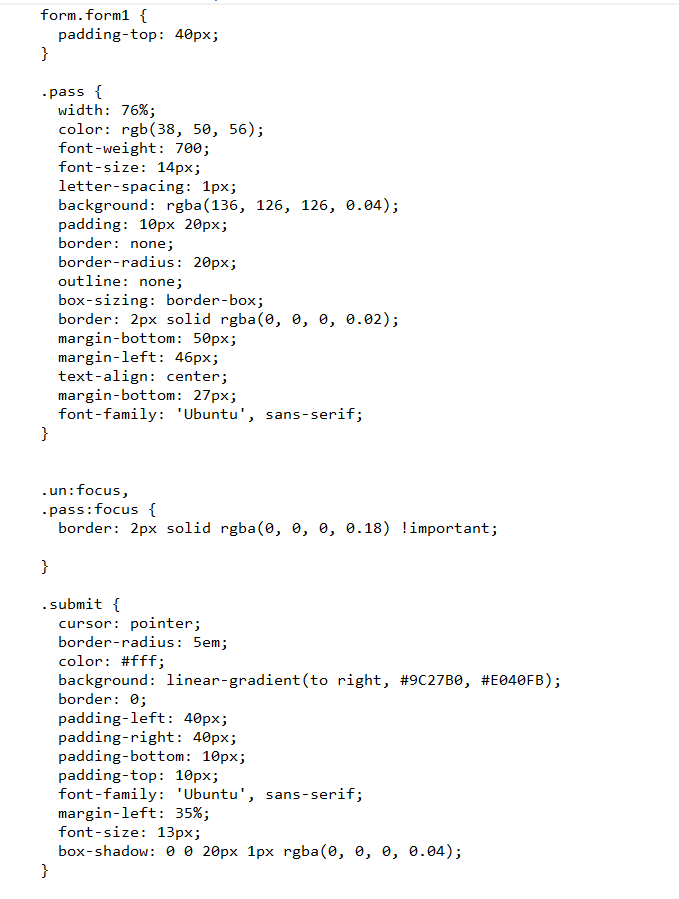 form.form1 {
  padding-top: 40px;
}

.pass {
  width: 76%;
  color: rgb(38, 50, 56);
  font-weight: 700;
  font-size: 14px;
  letter-spacing: 1px;
  background: rgba(136, 126, 126, 0.04);
  padding: 10px 20px;
  border: none;
  border-radius: 20px;
  outline: none;
  box-sizing: border-box;
  border: 2px solid rgba(0, 0, 0, 0.02);
  margin-bottom: 50px;
  margin-left: 46px;
  text-align: center;
  margin-bottom: 27px;
  font-family: 'Ubuntu', sans-serif;
}


.un:focus,
.pass:focus {
  border: 2px solid rgba(0, 0, 0, 0.18) !important;

}

.submit {
  cursor: pointer;
  border-radius: 5em;
  color: #fff;
  background: linear-gradient(to right, #9C27B0, #E040FB);
  border: 0;
  padding-left: 40px;
  padding-right: 40px;
  padding-bottom: 10px;
  padding-top: 10px;
  font-family: 'Ubuntu', sans-serif;
  margin-left: 35%;
  font-size: 13px;
  box-shadow: 0 0 20px 1px rgba(0, 0, 0, 0.04);
}